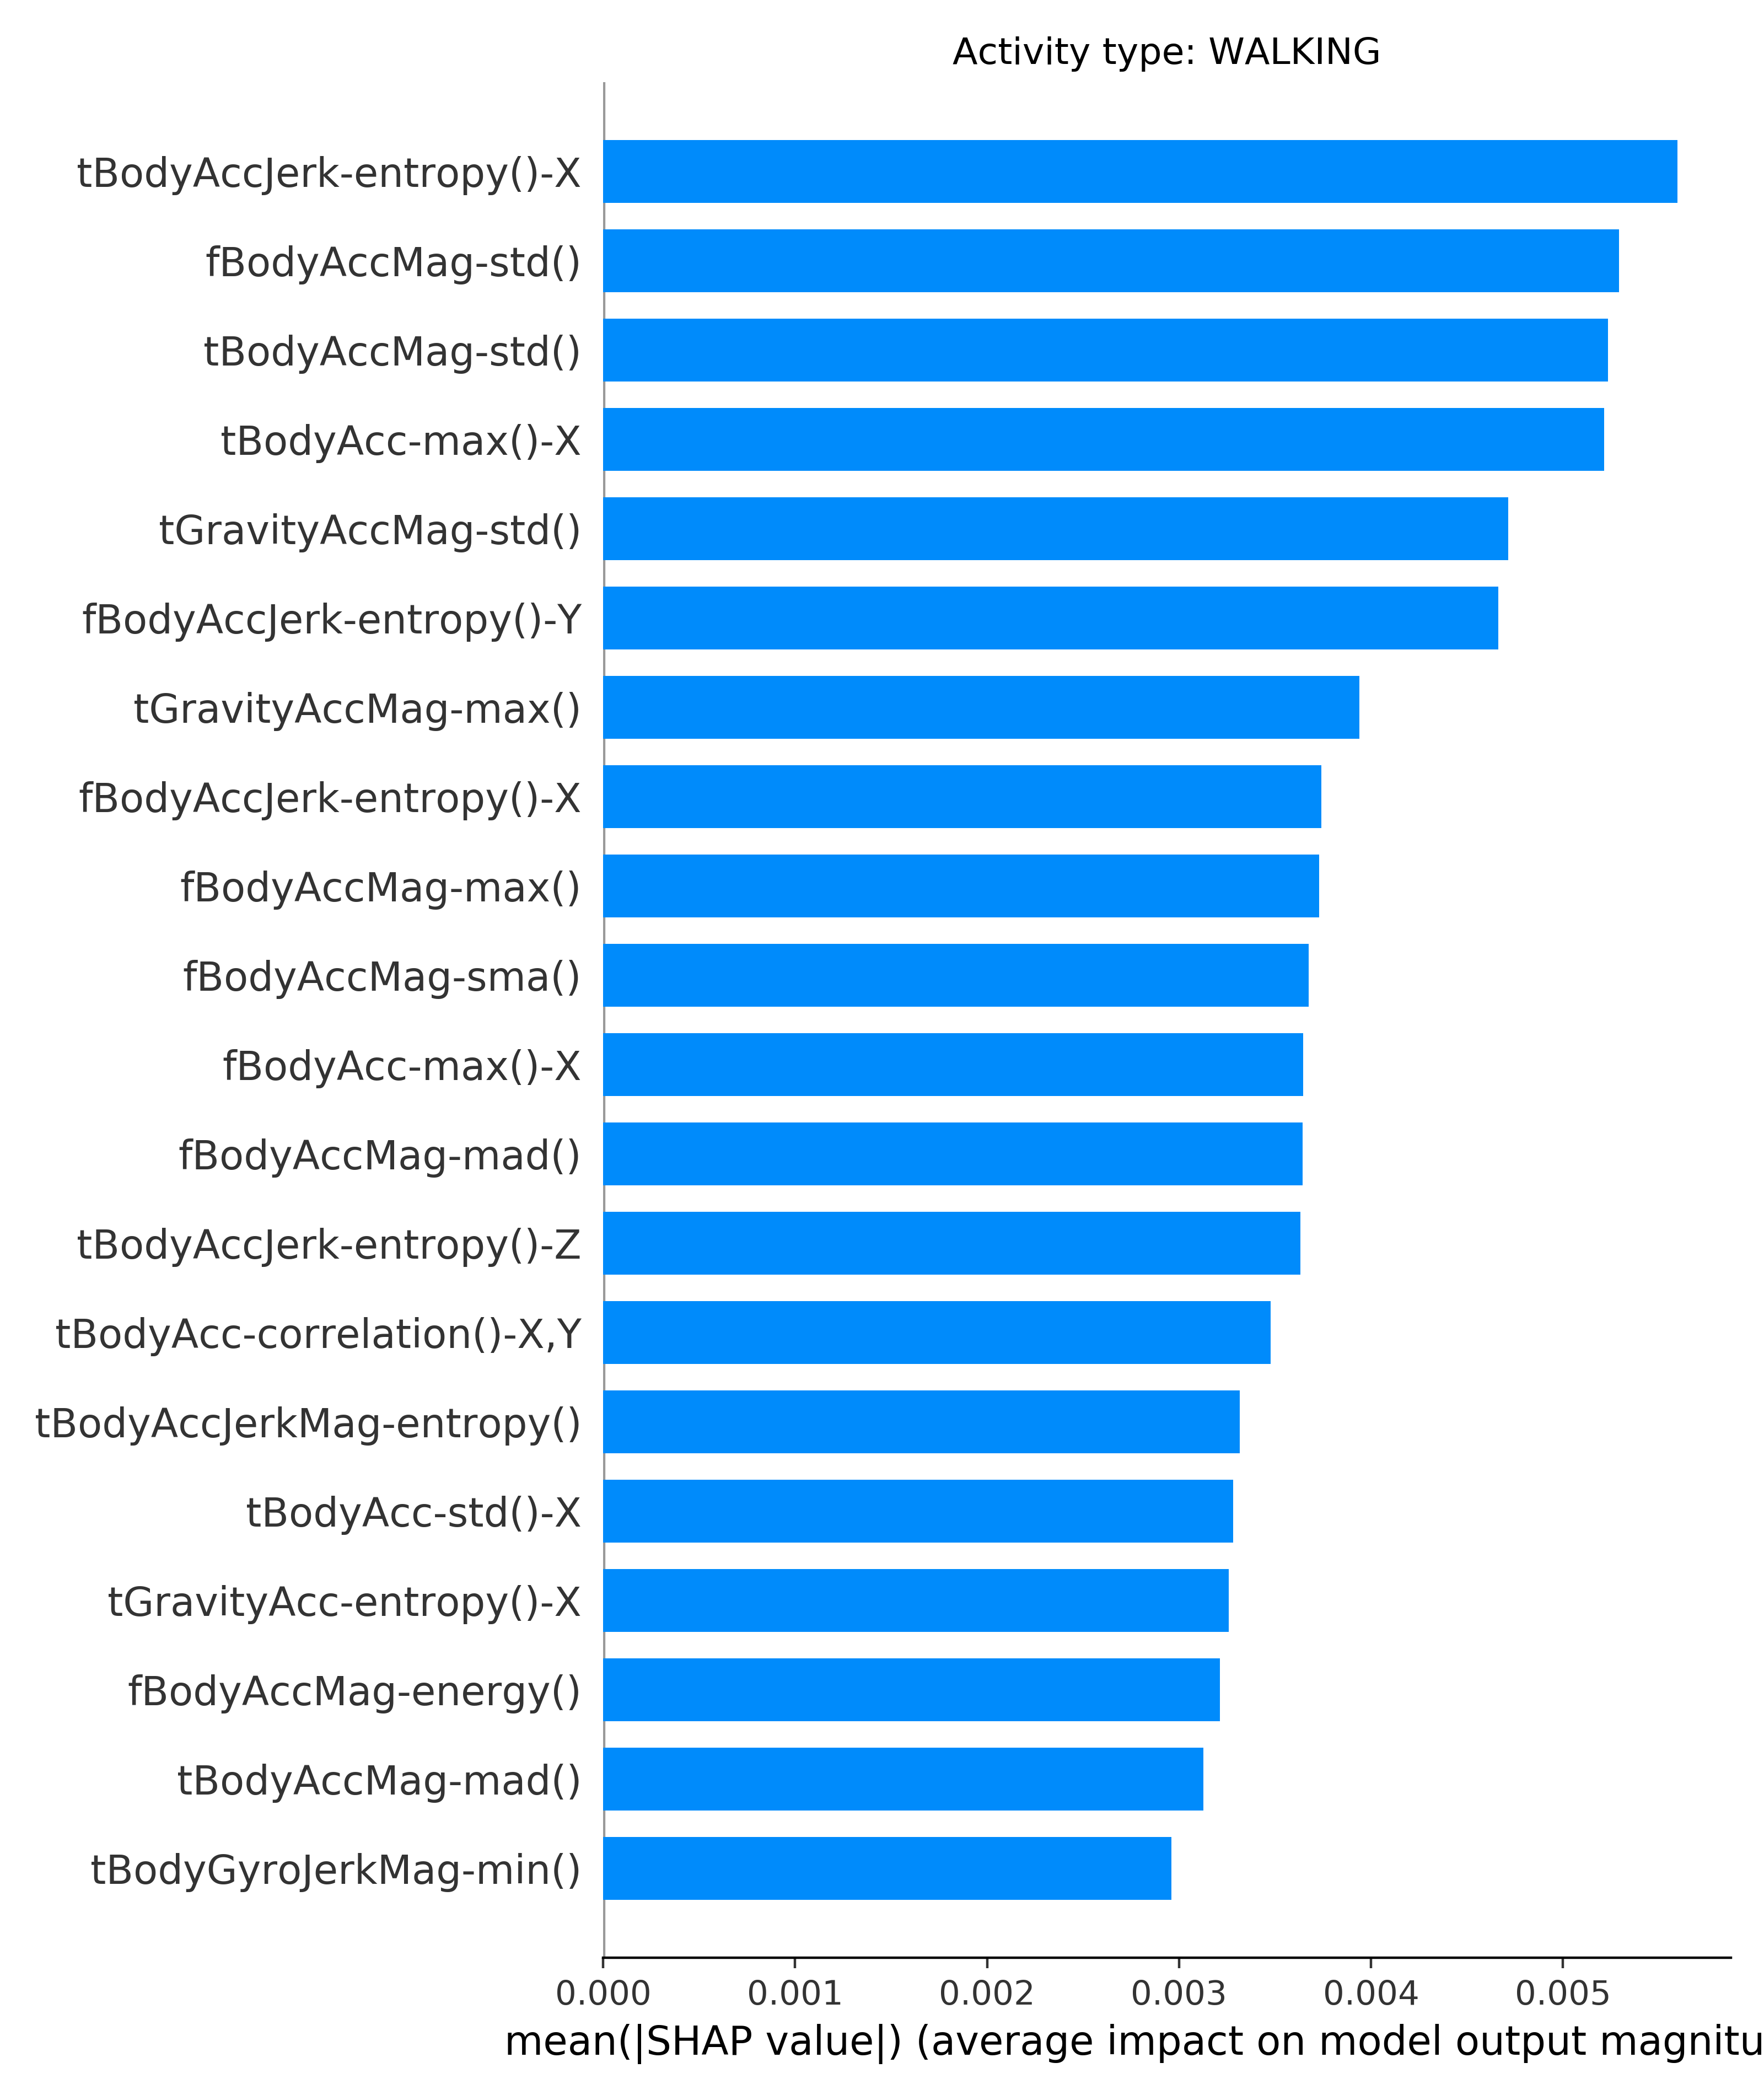 Activity type: WALKING
tBodyAccJerk-entropy()-X
fBodyAccMag-std()
tBodyAccMag-std()
tBodyAcc-max()-X
tGravityAccMag-std()
fBodyAccJerk-entropy()-Y
tGravityAccMag-max()
fBodyAccJerk-entropy()-X
fBodyAccMag-max()
fBodyAccMag-sma()
fBodyAcc-max()-X
fBodyAccMag-mad()
tBodyAccJerk-entropy()-Z
tBodyAcc-correlation()-X,Y
tBodyAccJerkMag-entropy()
tBodyAcc-std()-X
tGravityAcc-entropy()-X
fBodyAccMag-energy()
tBodyAccMag-mad()
tBodyGyroJerkMag-min()
0.000 0.001 0.002 0.003 0.004 0.005
mean(|SHAP value|) (average impact on model output magnitu